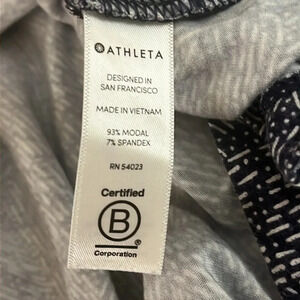 ATHLETA
DESIGNED IN
SAN FRANCISCO
MADE IN VIETNAM
93% MODAL
7% SPANDEX
RN 54023
Certified
B
Corporation